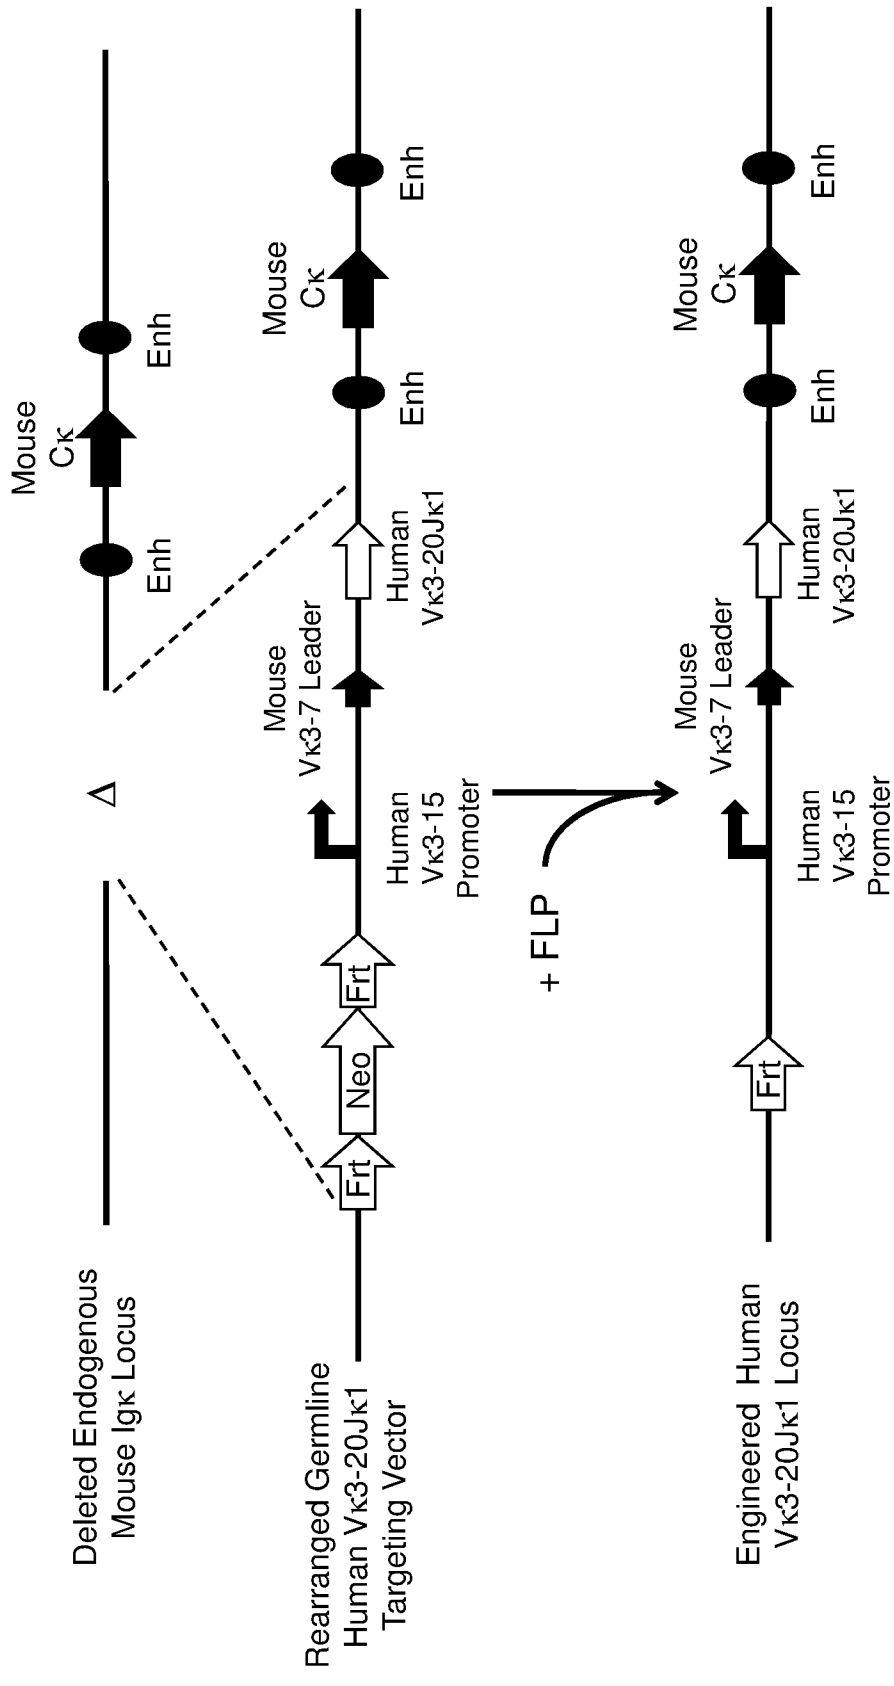 Deleted Endogenous
Mouse Igκ Locus
Δ
Enh
Mouse
Cκ
Enh
Rearranged Germline
Human Vκ3-20Jκ1
Targeting Vector
Frt
Neo
Frt
Human
Vκ3-15
Promoter
Mouse
Vκ3-7 Leader
Human
Vκ3-20Jκ1
Enh
Mouse
Cκ
Enh
+ FLP
Engineered Human
Vκ3-20Jκ1 Locus
Frt
Human
Vκ3-15
Promoter
Mouse
Vκ3-7 Leader
Human
Vκ3-20Jκ1
Enh
Mouse
Cκ
Enh